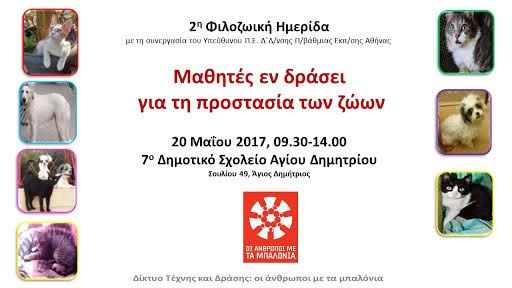 2η Φιλοζωική Ημερίδα
με τη συνεργασία του Υπεύθυνου Π.Ε. Δ΄Δ/νσης Π/βάθμιας Εκπ/σης Αθήνας
Μαθητές εν δράσει
για τη προστασία των ζώων
20 Μαΐου 2017, 09.30-14.00
7ο Δημοτικό Σχολείο Αγίου Δημητρίου
Σουλίου 49, Άγιος Δημήτριος
ΟΙ ΑΝΘΡΩΠΟΙ ΜΕ
ΤΑ ΜΠΑΛΟΝΙΑ
Δίκτυο Τέχνης και Δράσης: οι άνθρωποι με τα μπαλόνια